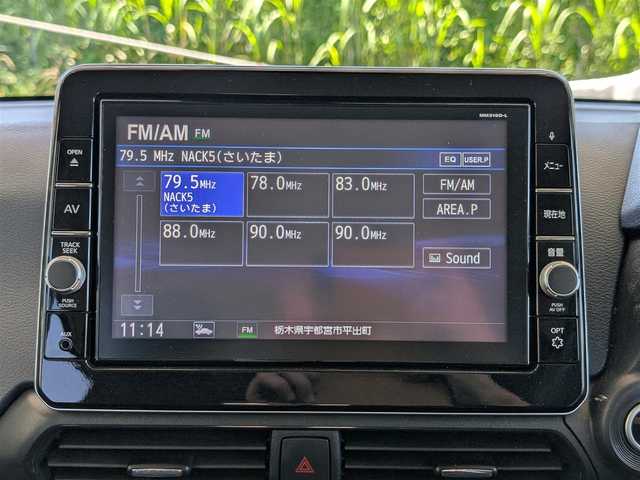 MM319D-L
FM/AM FM
79.5 MHz NACK5(さいたま) EQ USER.P
79.5MHz 78.0MHz 83.0MHz FM/AM
NACK5
(さいたま) AREA.P
88.0MHz 90.0MHz 90.0MHz
Sound
11:14 FM 栃木県宇都宮市平出町
OPEN
AV
TRACK
SEEK
PUSH
SOURCE
AUX
メニュー
現在地
音量
PUSH
AV OFF
OPT